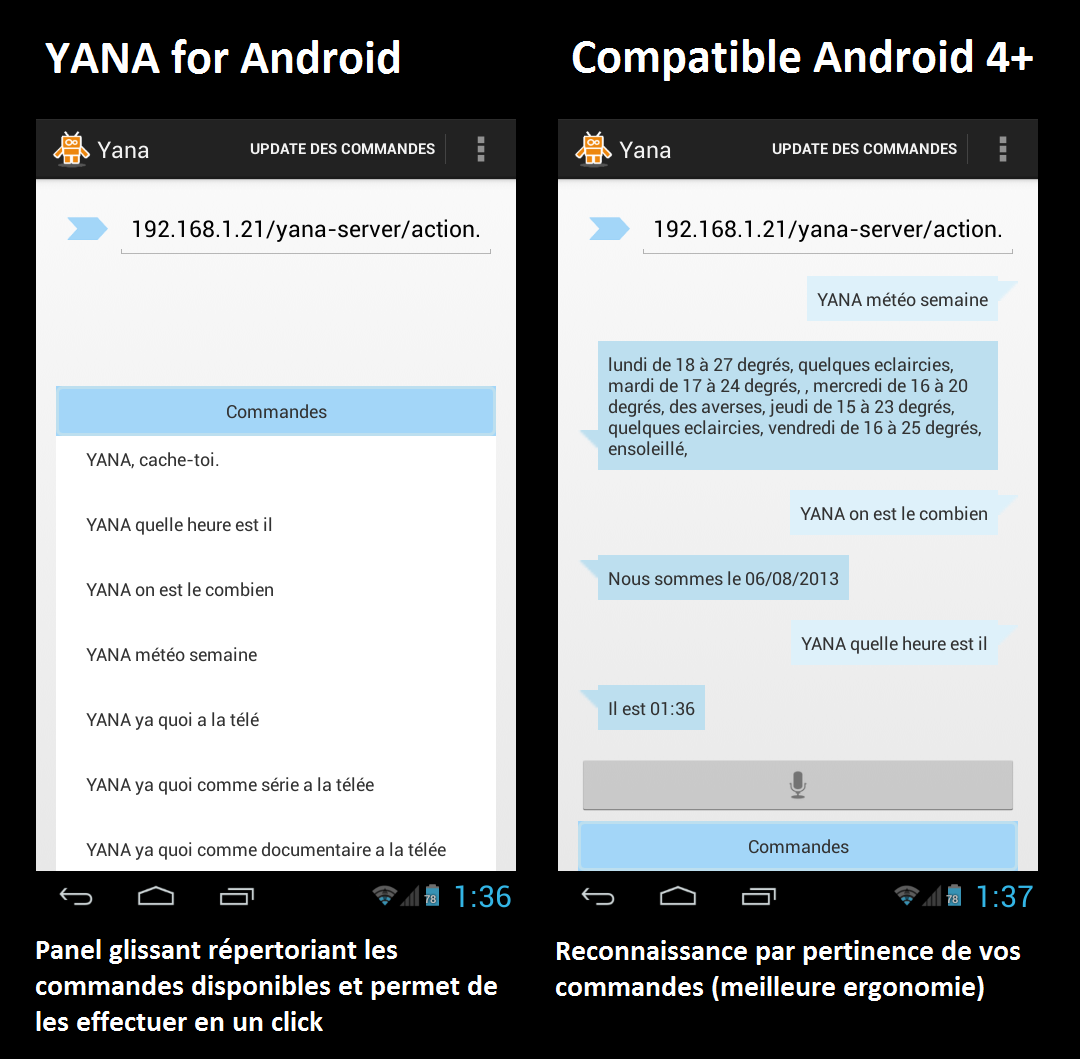 YANA for Android
Yana
UPDATE DES COMMANDES
192.168.1.21/yana-server/action.
Commandes
YANA, cache-toi.
YANA quelle heure est il
YANA on est le combien
YANA météo semaine
YANA ya quoi a la télé
YANA ya quoi comme série a la télée
YANA ya quoi comme documentaire a la télée
78
1:36
Panel glissant répertoriant les
commandes disponibles et permet de
les effectuer en un click
Compatible Android 4+
Yana
UPDATE DES COMMANDES
192.168.1.21/yana-server/action.
YANA météo semaine
lundi de 18 à 27 degrés, quelques eclaircies,
mardi de 17 à 24 degrés, , mercredi de 16 à 20
degrés, des averses, jeudi de 15 à 23 degrés,
quelques eclaircies, vendredi de 16 à 25 degrés,
ensoleillé,
YANA on est le combien
Nous sommes le 06/08/2013
YANA quelle heure est il
Il est 01:36
Commandes
78
1:37
Reconnaissance par pertinence de vos
commandes (meilleure ergonomie)